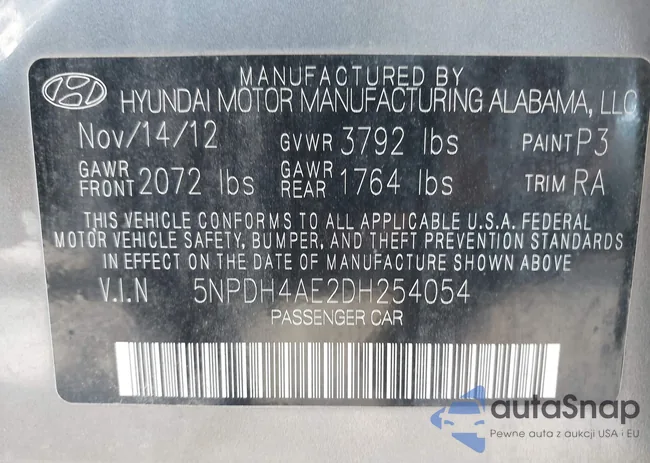 MANUFACTURED BY
HYUNDAI MOTOR MANUFACTURING ALABAMA, LLC
Nov/14/12 GVWR 3792 lbs PAINT P3
GAWR FRONT 2072 lbs GAWR REAR 1764 lbs TRIM RA
THIS VEHICLE CONFORMS TO ALL APPLICABLE U.S.A. FEDERAL
MOTOR VEHICLE SAFETY, BUMPER, AND THEFT PREVENTION STANDARDS
IN EFFECT ON THE DATE OF MANUFACTURE SHOWN ABOVE.
V.I.N 5NPDH4AE2DH254054
PASSENGER CAR
autaSnap
Pewne auta z aukcji USA i EU